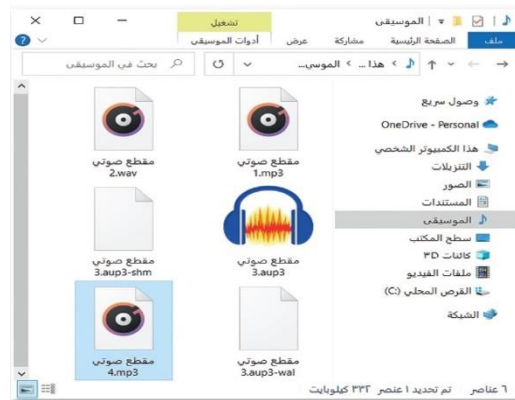 الموسيقى
تشغيل
ملف
الصفحة الرئيسية
مشاركة
عرض
أدوات الموسيقى
هذا ... › الموسي...
بحث في الموسيقى
وصول سريع
OneDrive - Personal
هذا الكمبيوتر الشخصي
التنزيلات
الصور
المستندات
الموسيقى
سطح المكتب
كائنات ٣D
ملفات الفيديو
القرص المحلي (C:)
الشبكة
مقطع صوتي
1.mp3
مقطع صوتي
2.wav
مقطع صوتي
3.aup3
مقطع صوتي
3.aup3-shm
مقطع صوتي
3.aup3-wal
مقطع صوتي
4.mp3
٦ عناصر
تم تحديد ١ عنصر ٣٣٢ كيلوبايت